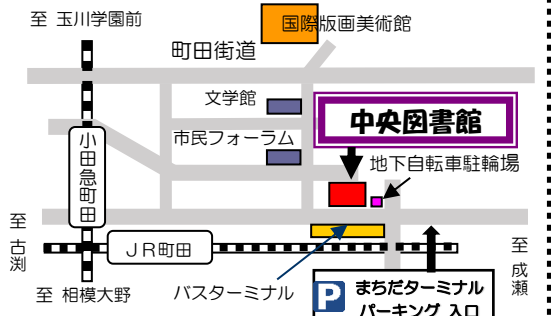 至 玉川学園前
国際版画美術館
町田街道
文学館
中央図書館
市民フォーラム
地下自転車駐輪場
小田急町田
至 古渕
JR町田
至 成瀬
至 相模大野
バスターミナル
P まちだターミナル
パーキング 入口